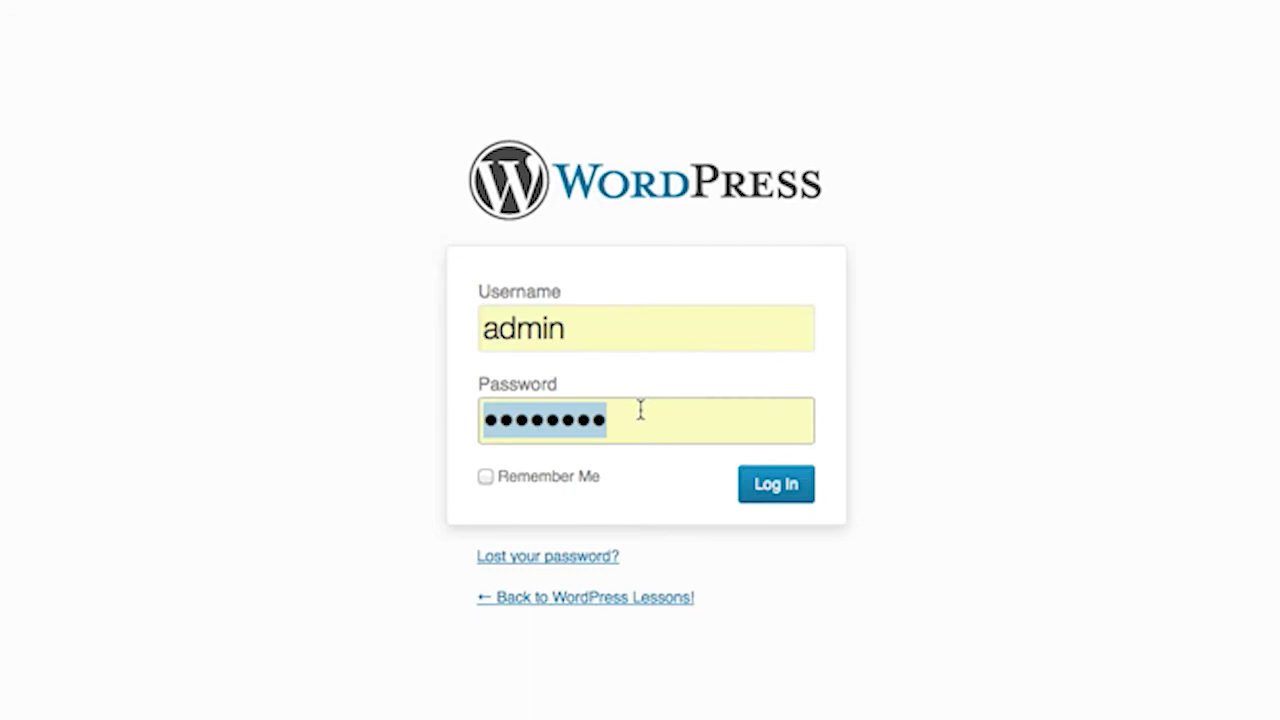 WORDPRESS
Username
admin
Password
••••••••
Remember Me
Log In
Lost your password?
← Back to WordPress Lessons!